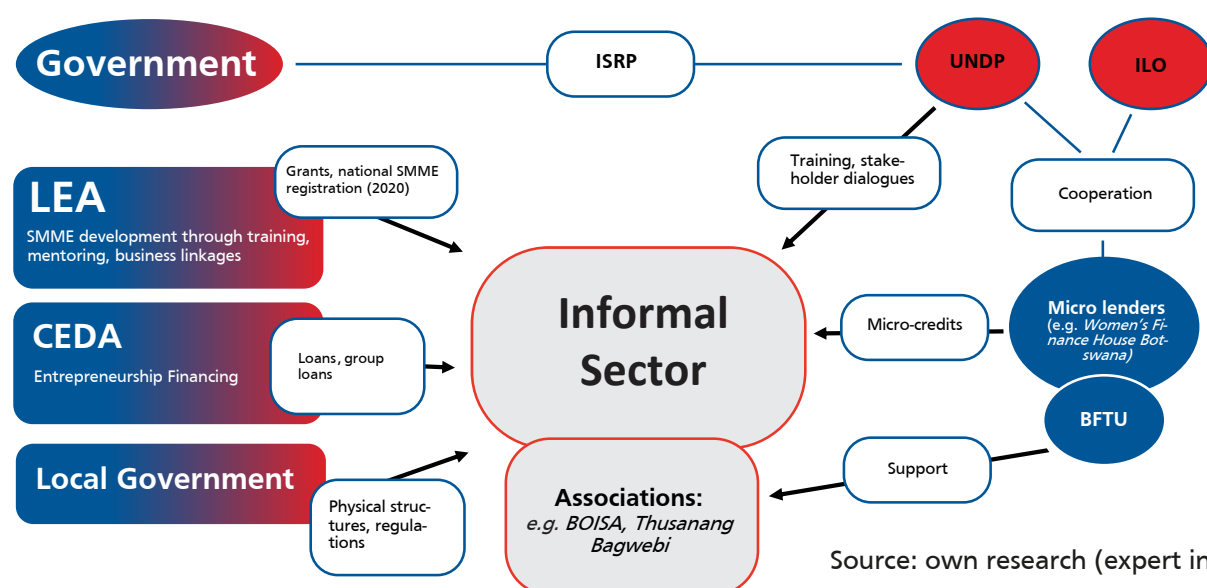 Government
ISRP
UNDP
ILO
Grants, national SMME
registration (2020)
Training, stake-
holder dialogues
Cooperation
LEA
SMME development through training,
mentoring, business linkages
Informal
Sector
Micro lenders
(e.g. Women's Fi-
nance House Bot-
swana)
Micro-credits
CEDA
Entrepreneurship Financing
Loans, group
loans
BFTU
Local Government
Physical struc-
tures, regula-
tions
Support
Associations:
e.g. BOISA, Thusanang
Bagwebi
Source: own research (expert in